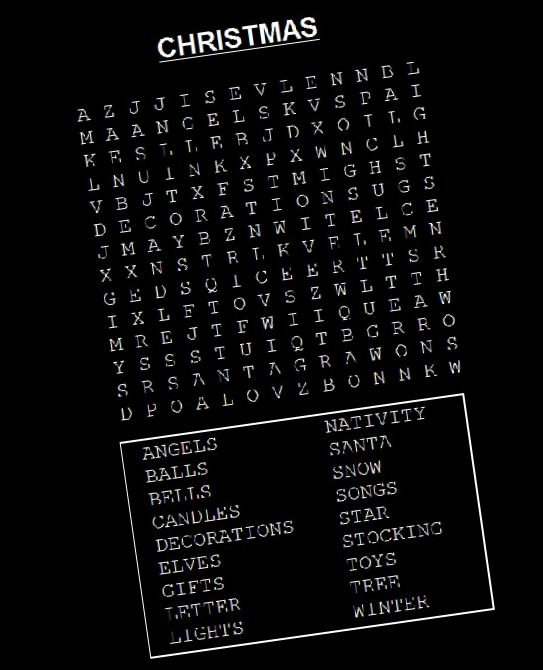 CHRISTMAS
A Z J J I S E V L E N N B L
M A A N G E L S K V S P A I
K E S L L E B J D X O I L G
L N U I N K X P X W N C L H
V B J T X F S T M I G H S T
D E C O R A T I O N S U G S
J M A Y B Z N W I T E L C E
X X N S T R L K V E L E M N
G E D S Q I C E E R T T S R
I X L F T O V S Z W L T T H
M R E J T F W I I Q U E A W
Y S S S T U I Q T B G R R O
S R S A N T A G R A W O N S
D P O A L O V Z B O N N K W
ANGELS
BALLS
BELLS
CANDLES
DECORATIONS
ELVES
GIFTS
LETTER
LIGHTS
NATIVITY
SANTA
SNOW
SONGS
STAR
STOCKING
TOYS
TREE
WINTER